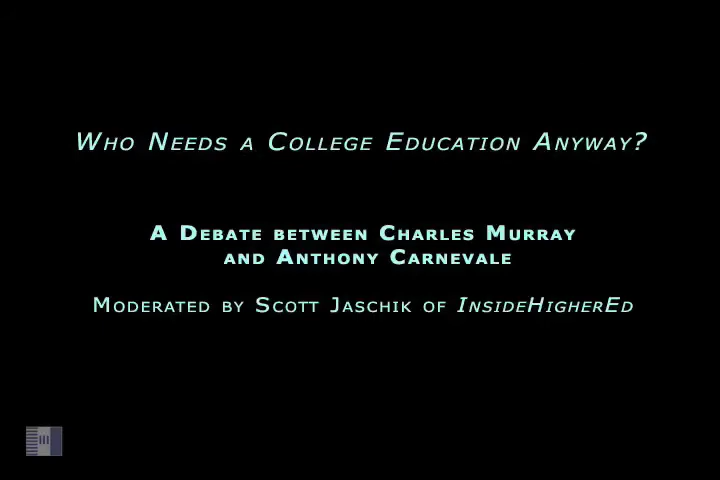 Who Needs a College Education Anyway?
A Debate between Charles Murray
and Anthony Carnevale
Moderated by Scott Jaschik of InsideHigherEd